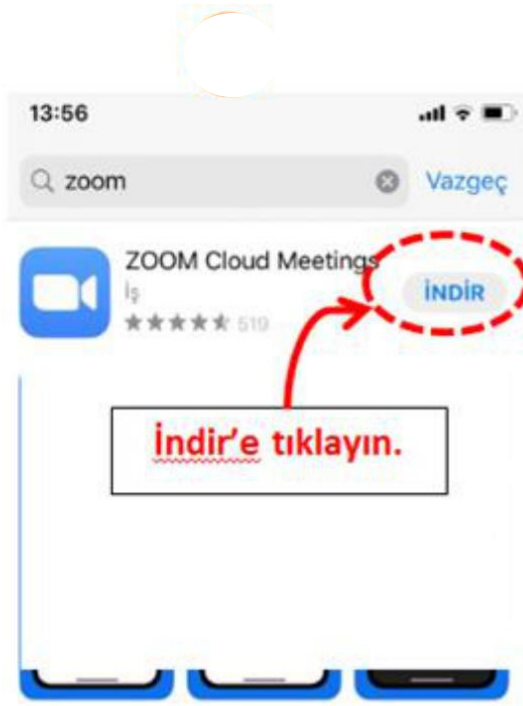 13:56
zoom
Vazgeç
ZOOM Cloud Meetings
İş
519
İNDİR
İndir'e tıklayın.